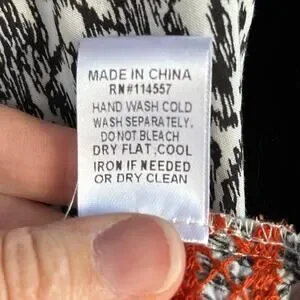 MADE IN CHINA
RN#114557
HAND WASH COLD
WASH SEPARATELY.
DO NOT BLEACH
DRY FLAT,COOL
IRON IF NEEDED
OR DRY CLEAN